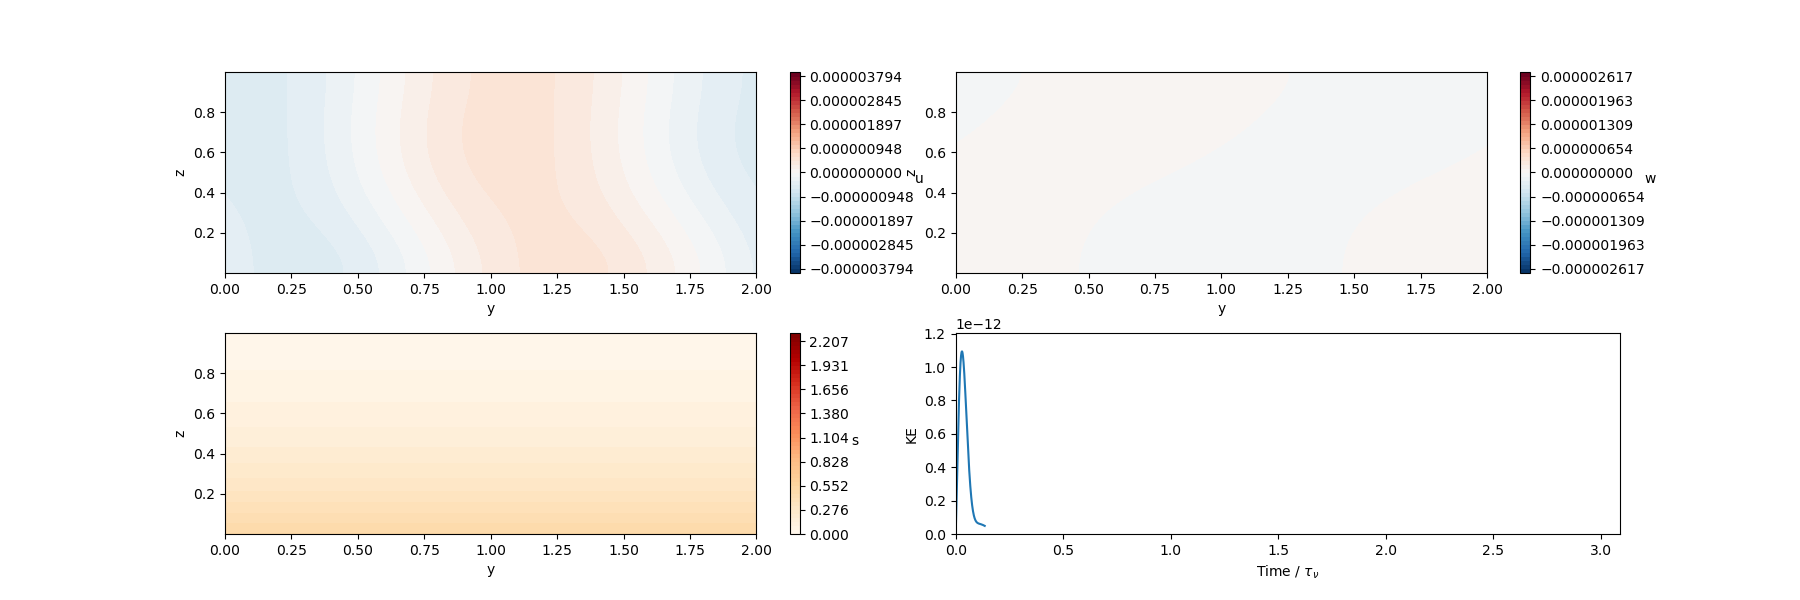 0.8
0.6
0.4
0.2
z
0.00 0.25 0.50 0.75 1.00 1.25 1.50 1.75 2.00
y
0.000003794
0.000002845
0.000001897
0.000000948
0.000000000
−0.000000948
−0.000001897
−0.000002845
−0.000003794
u
0.8
0.6
0.4
0.2
z
0.00 0.25 0.50 0.75 1.00 1.25 1.50 1.75 2.00
y
0.000002617
0.000001963
0.000001309
0.000000654
0.000000000
−0.000000654
−0.000001309
−0.000001963
−0.000002617
w
0.8
0.6
0.4
0.2
z
0.00 0.25 0.50 0.75 1.00 1.25 1.50 1.75 2.00
y
2.207
1.931
1.656
1.380
1.104
0.828
0.552
0.276
0.000
s
1e−12
1.2
1.0
0.8
0.6
0.4
0.2
0.0
KE
0.0 0.5 1.0 1.5 2.0 2.5 3.0
Time / τν